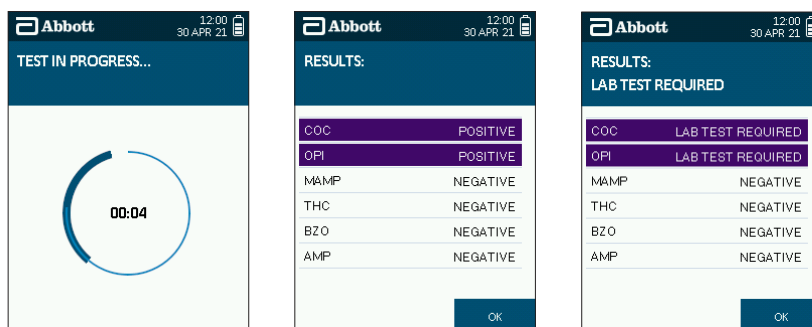 Abbott
12:00
30 APR 21
TEST IN PROGRESS...
00:04
Abbott
12:00
30 APR 21
RESULTS:
COC POSITIVE
OPI POSITIVE
MAMP NEGATIVE
THC NEGATIVE
BZO NEGATIVE
AMP NEGATIVE
OK
Abbott
12:00
30 APR 21
RESULTS:
LAB TEST REQUIRED
COC LAB TEST REQUIRED
OPI LAB TEST REQUIRED
MAMP NEGATIVE
THC NEGATIVE
BZO NEGATIVE
AMP NEGATIVE
OK